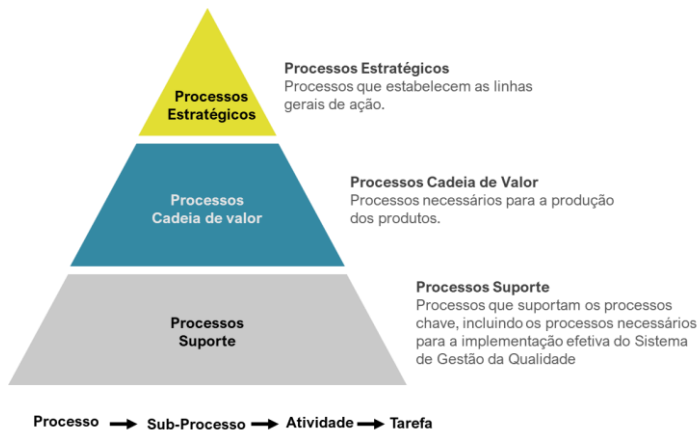 Processos
Estratégicos
Processos Estratégicos
Processos que estabelecem as linhas
gerais de ação.
Processos
Cadeia de valor
Processos Cadeia de Valor
Processos necessários para a produção
dos produtos.
Processos
Suporte
Processos Suporte
Processos que suportam os processos
chave, incluindo os processos necessários
para a implementação efetiva do Sistema
de Gestão da Qualidade
Processo Sub-Processo Atividade Tarefa